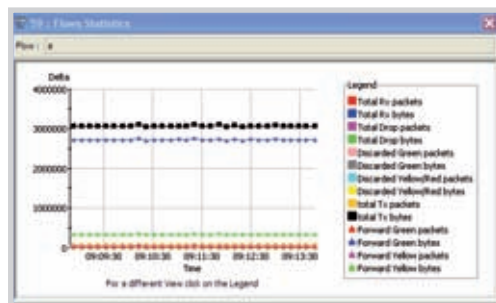 59 : Flows Statistics
Flow : #
Delta
4000000
3000000
2000000
1000000
0
09:09:30 09:10:30 09:11:30 09:12:30 09:13:30
Time
For a different View click on the Legend
Legend
Total Rx packets
Total Rx bytes
Total Drop packets
Total Drop bytes
Discarded Green packets
Discarded Green bytes
Discarded Yellow/Red packets
Discarded Yellow/Red bytes
total Tx packets
total Tx bytes
Forward Green packets
Forward Green bytes
Forward Yellow packets
Forward Yellow bytes